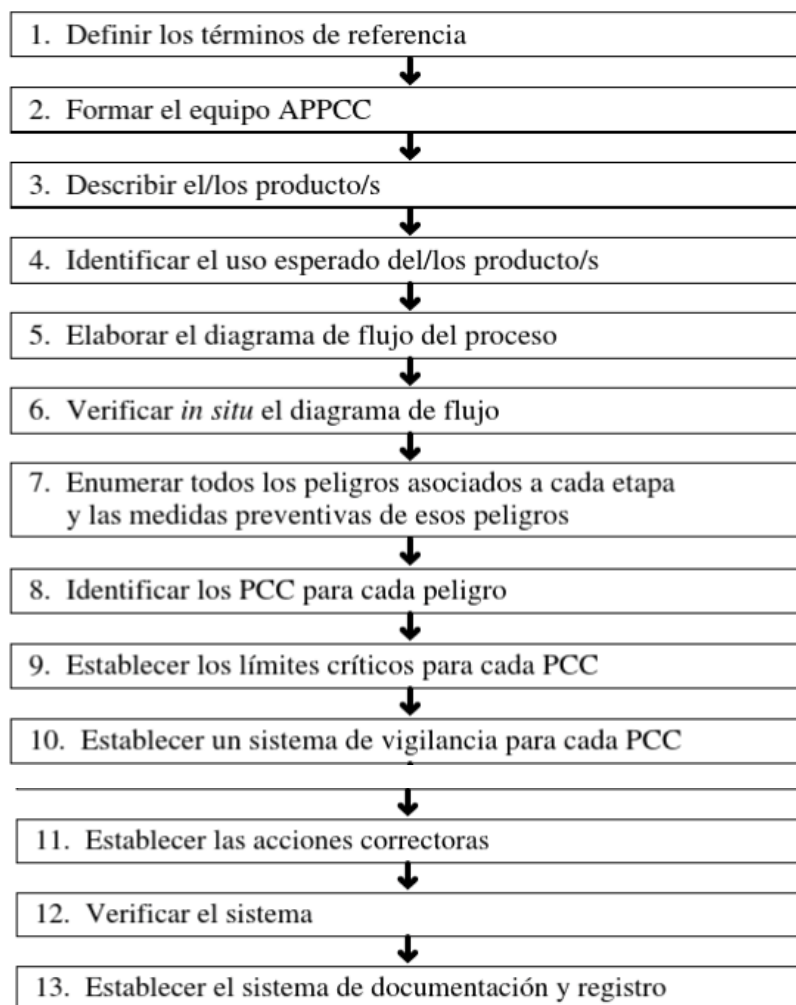 1. Definir los términos de referencia
2. Formar el equipo APPCC
3. Describir el/los producto/s
4. Identificar el uso esperado del/los producto/s
5. Elaborar el diagrama de flujo del proceso
6. Verificar in situ el diagrama de flujo
7. Enumerar todos los peligros asociados a cada etapa
y las medidas preventivas de esos peligros
8. Identificar los PCC para cada peligro
9. Establecer los límites críticos para cada PCC
10. Establecer un sistema de vigilancia para cada PCC
11. Establecer las acciones correctoras
12. Verificar el sistema
13. Establecer el sistema de documentación y registro